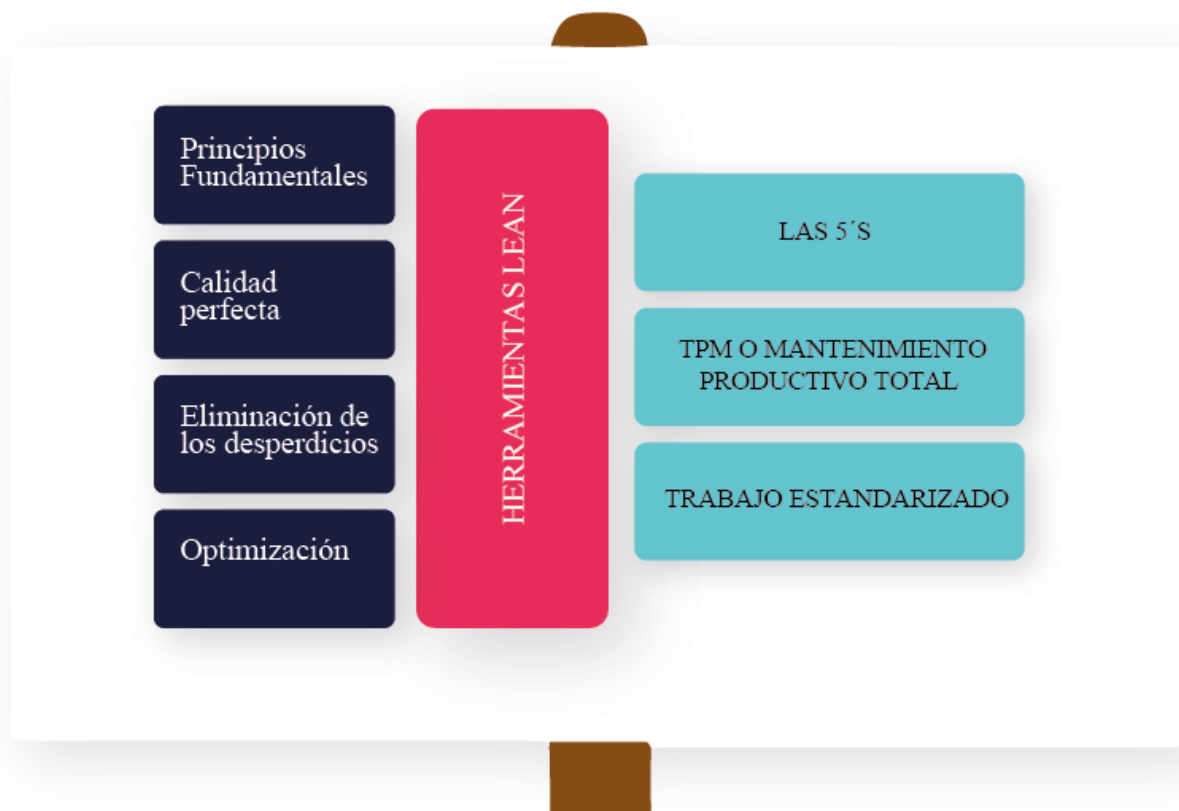 Principios
Fundamentales
Calidad
perfecta
Eliminación de
los desperdicios
Optimización
HERRAMIENTAS LEAN
LAS 5´S
TPM O MANTENIMIENTO
PRODUCTIVO TOTAL
TRABAJO ESTANDARIZADO